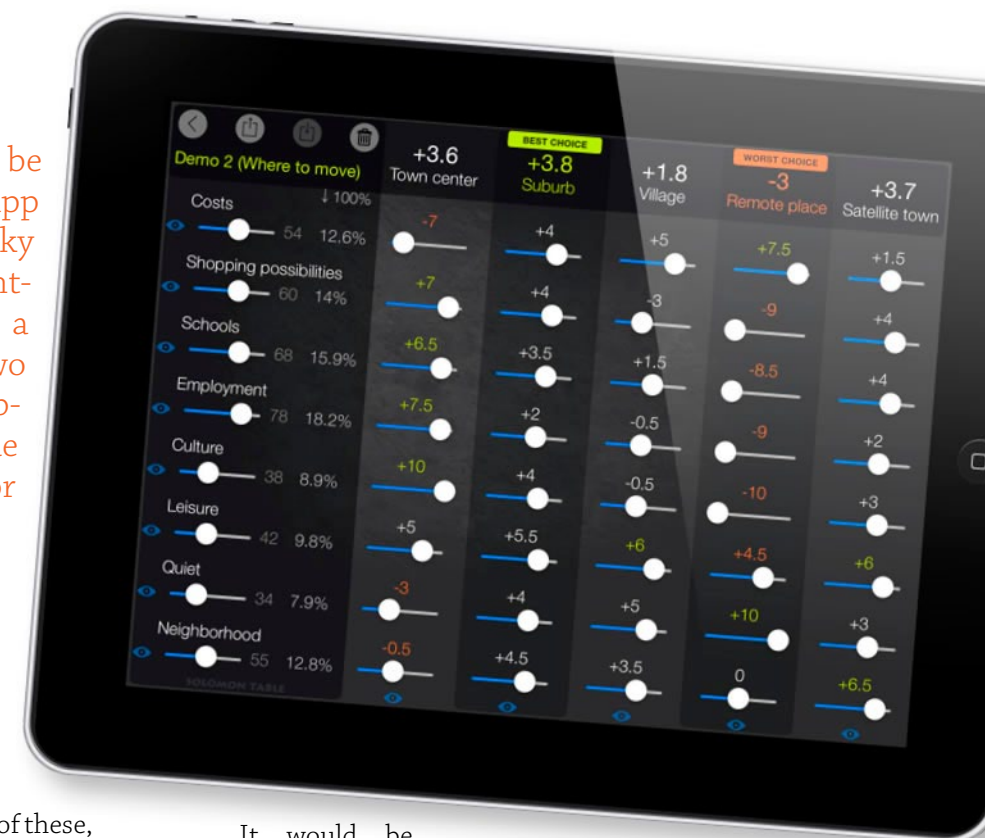 be
app
ky
nt-
a
vo
p-
e
or
Demo 2 (Where to move)
↓ 100%
+3.6
Town center
BEST CHOICE
+3.8
Suburb
+1.8
Village
WORST CHOICE
-3
Remote place
+3.7
Satellite town
Costs
54 12.6% -7 +4 +5 +7.5 +1.5
Shopping possibilities
60 14% +7 +4 -3 -9 +4
Schools
68 15.9% +6.5 +3.5 +1.5 -8.5 +4
Employment
78 18.2% +7.5 +2 -0.5 -9 +2
Culture
38 8.9% +10 +4 -0.5 -10 +3
Leisure
42 9.8% +5 +5.5 +6 +4.5 +6
Quiet
34 7.9% -3 +4 +5 +10 +3
Neighborhood
55 12.8% -0.5 +4.5 +3.5 0 +6.5
SOLOMON TABLE
of these,
It would be